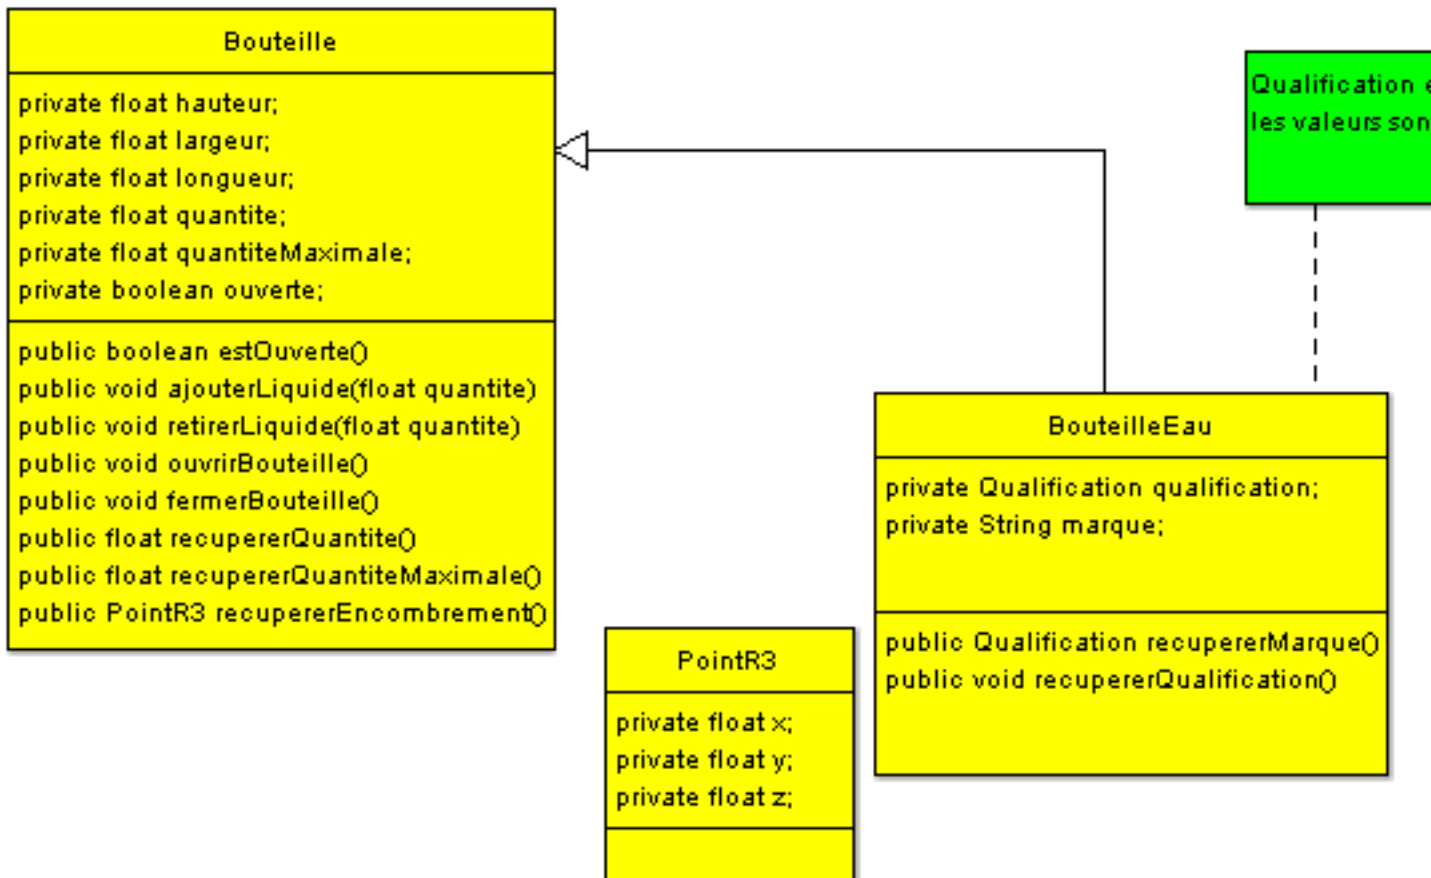 Bouteille
private float hauteur;
private float largeur;
private float longueur;
private float quantite;
private float quantiteMaximale;
private boolean ouverte;
public boolean estOuverte()
public void ajouterLiquide(float quantite)
public void retirerLiquide(float quantite)
public void ouvrirBouteille()
public void fermerBouteille()
public float recupererQuantite()
public float recupererQuantiteMaximale()
public PointR3 recupererEncombrement()
Qualification
les valeurs
BouteilleEau
private Qualification qualification;
private String marque;
public Qualification recupererMarque()
public void recupererQualification()
PointR3
private float x;
private float y;
private float z;